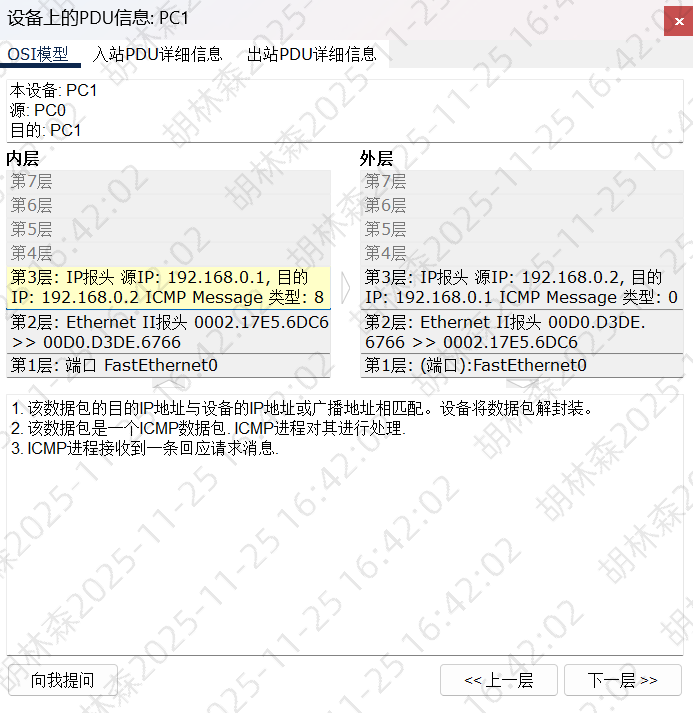 设备上的PDU信息: PC1
×
OSI模型 入站PDU详细信息 出站PDU详细信息
本设备: PC1
源: PC0
目的: PC1
内层
第7层
第6层
第5层
第4层
第3层: IP报头 源IP: 192.168.0.1, 目的
IP: 192.168.0.2 ICMP Message 类型: 8
第2层: Ethernet II报头 0002.17E5.6DC6
>> 00D0.D3DE.6766
第1层: 端口 FastEthernet0
外层
第7层
第6层
第5层
第4层
第3层: IP报头 源IP: 192.168.0.2, 目的
IP: 192.168.0.1 ICMP Message 类型: 0
第2层: Ethernet II报头 00D0.D3DE.
6766 >> 0002.17E5.6DC6
第1层: (端口):FastEthernet0
1. 该数据包的目的IP地址与设备的IP地址或广播地址相匹配。设备将数据包解封装。
2. 该数据包是一个ICMP数据包. ICMP进程对其进行处理.
3. ICMP进程接收到一条回应请求消息.
向我提问
<< 上一层
下一层 >>
胡林森2025-11-25 16:42:02